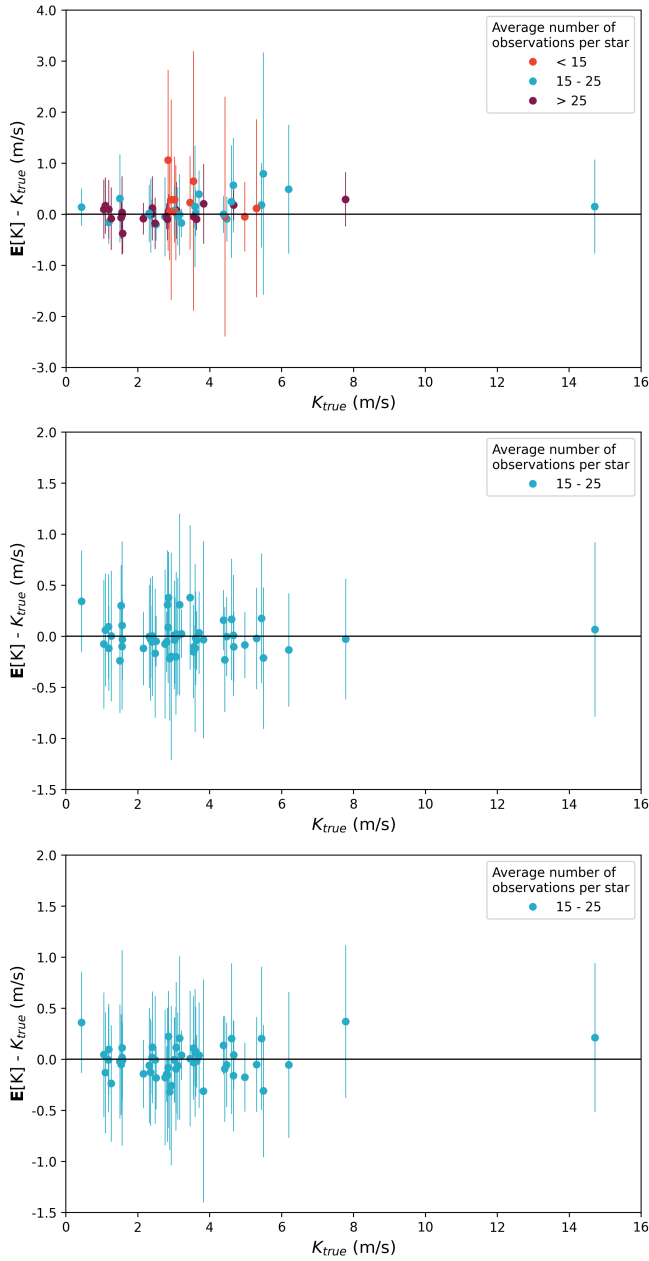 4.0
3.0
2.0
1.0
0.0
-1.0
-2.0
-3.0
E[K] - K_true (m/s)
Average number of
observations per star
< 15
15 - 25
> 25
0 2 4 6 8 10 12 14 16
K_true (m/s)
2.0
1.5
1.0
0.5
0.0
-0.5
-1.0
-1.5
E[K] - K_true (m/s)
Average number of
observations per star
15 - 25
0 2 4 6 8 10 12 14 16
K_true (m/s)
2.0
1.5
1.0
0.5
0.0
-0.5
-1.0
-1.5
E[K] - K_true (m/s)
Average number of
observations per star
15 - 25
0 2 4 6 8 10 12 14 16
K_true (m/s)